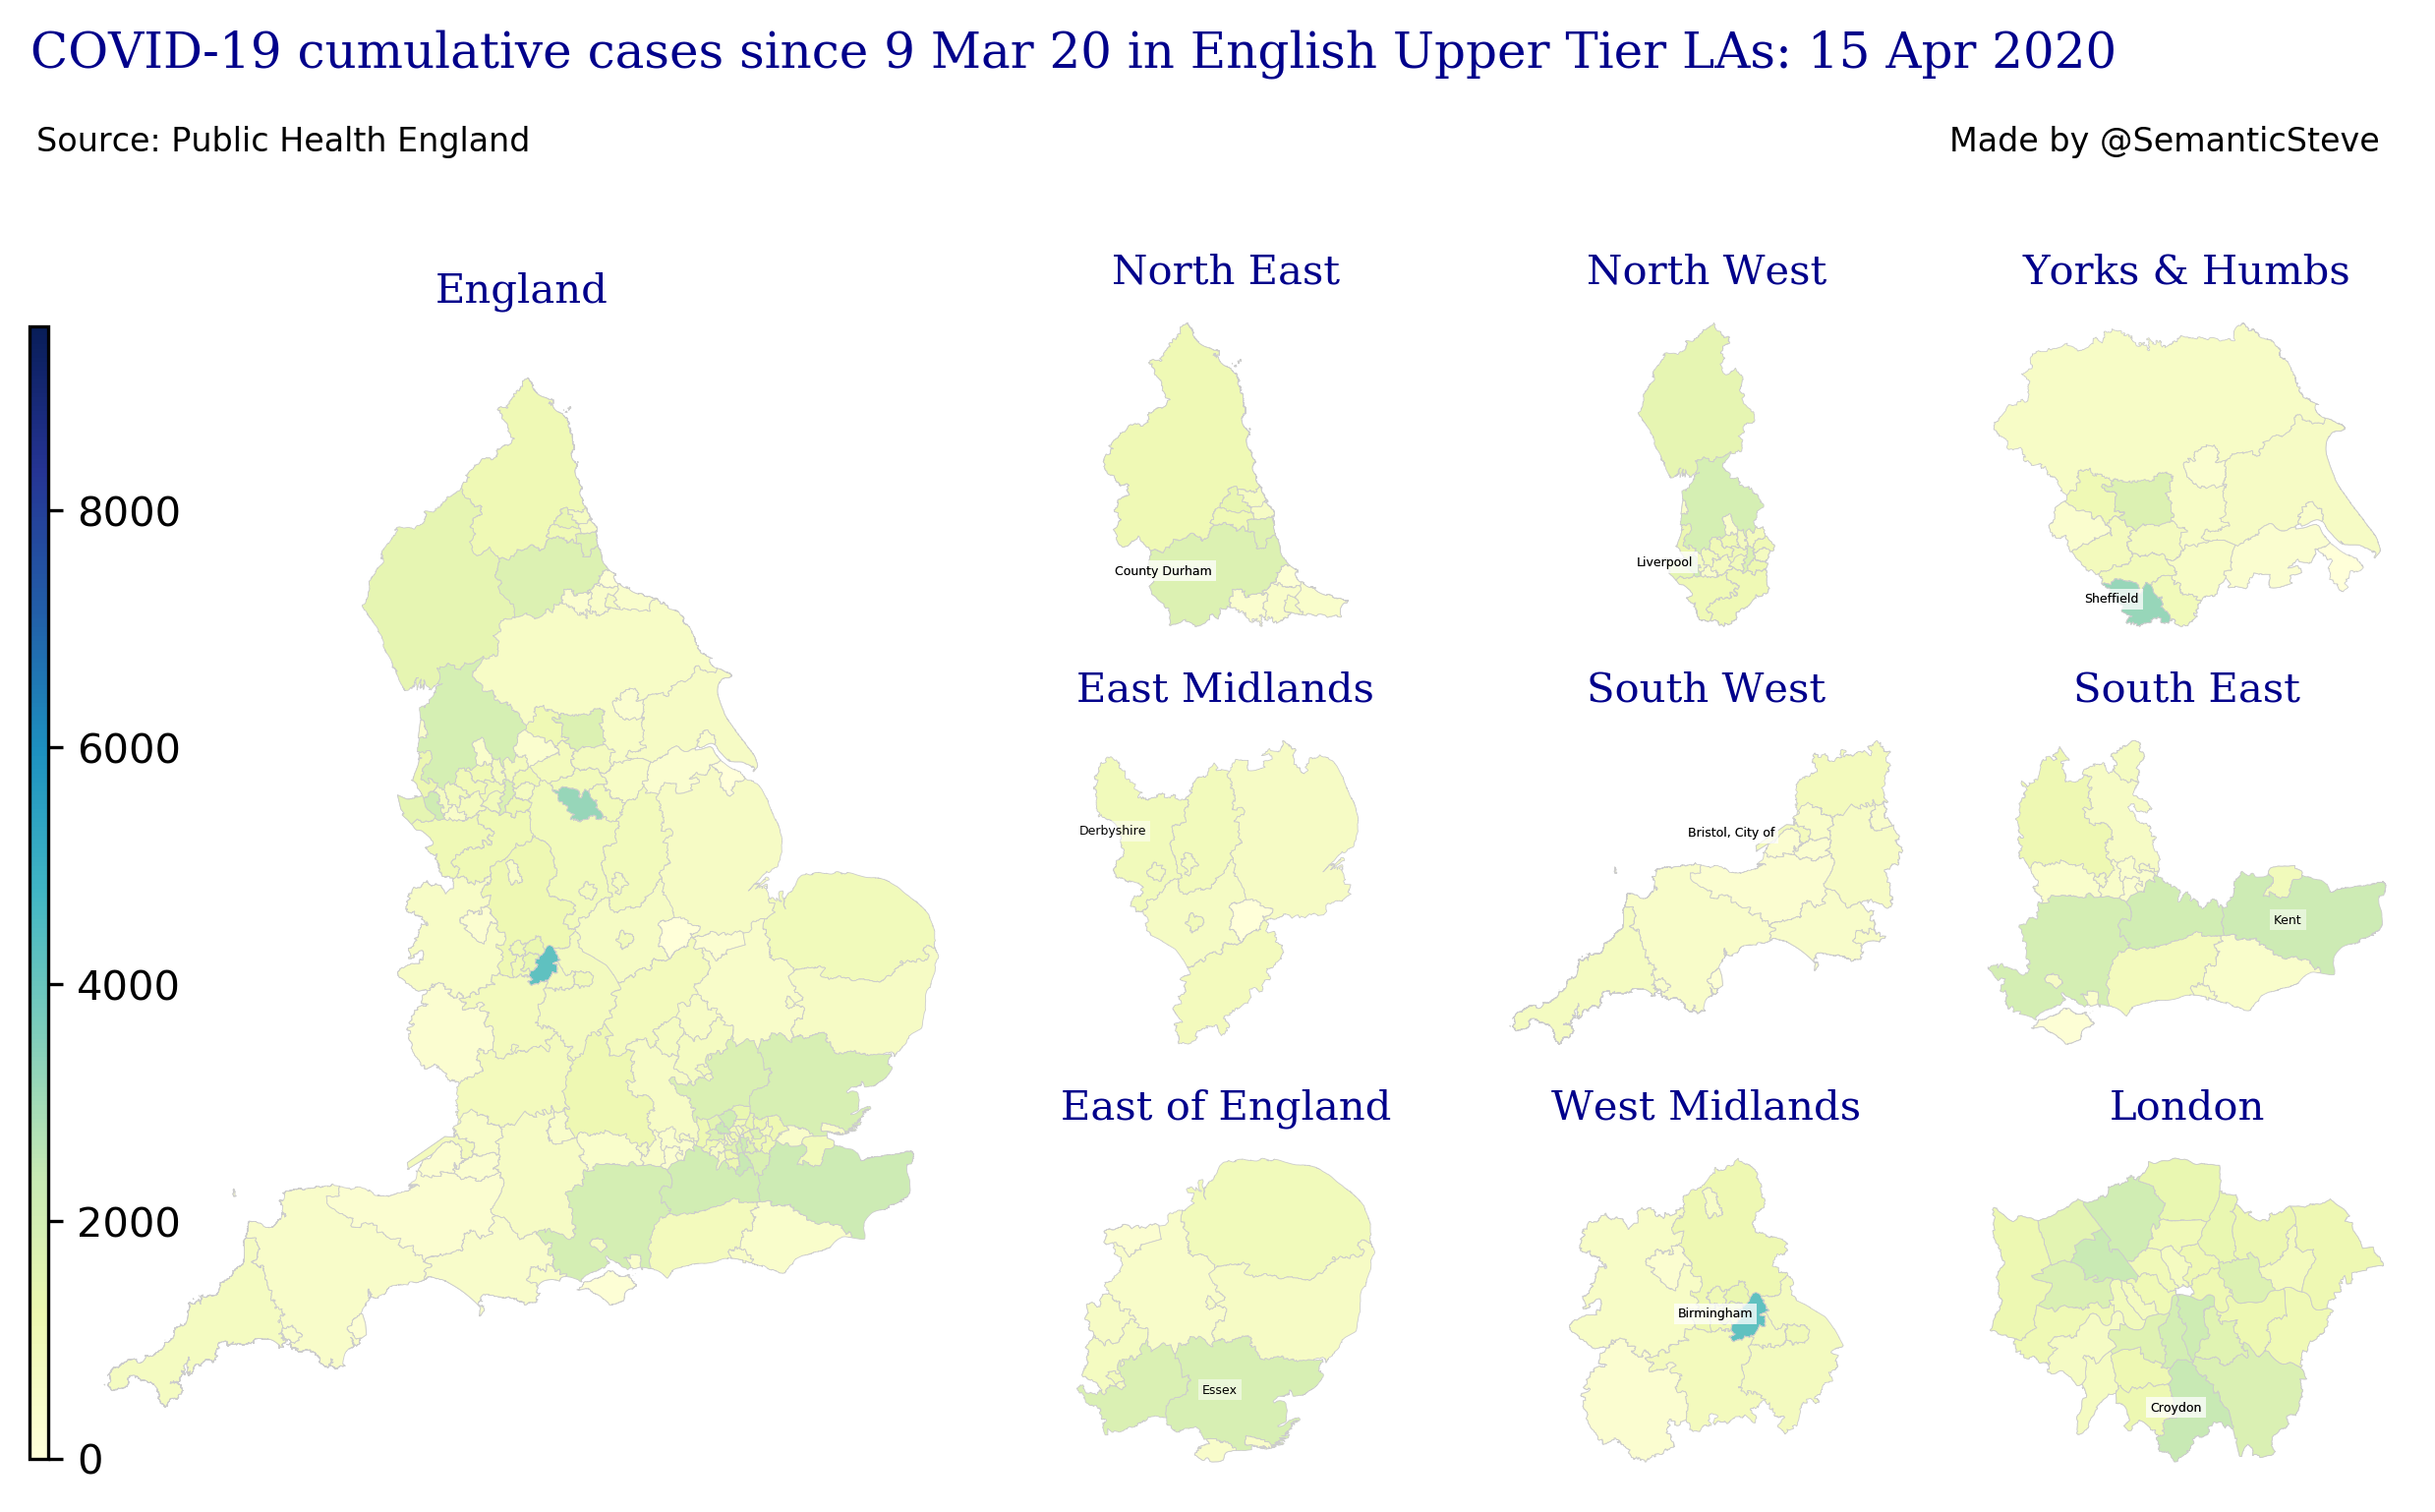 COVID-19 cumulative cases since 9 Mar 20 in English Upper Tier LAs: 15 Apr 2020
Source: Public Health England
Made by @SemanticSteve
England
8000
6000
4000
2000
0
North East
County Durham
North West
Liverpool
Yorks & Humbs
Sheffield
East Midlands
Derbyshire
South West
Bristol, City of
South East
Kent
East of England
Essex
West Midlands
Birmingham
London
Croydon